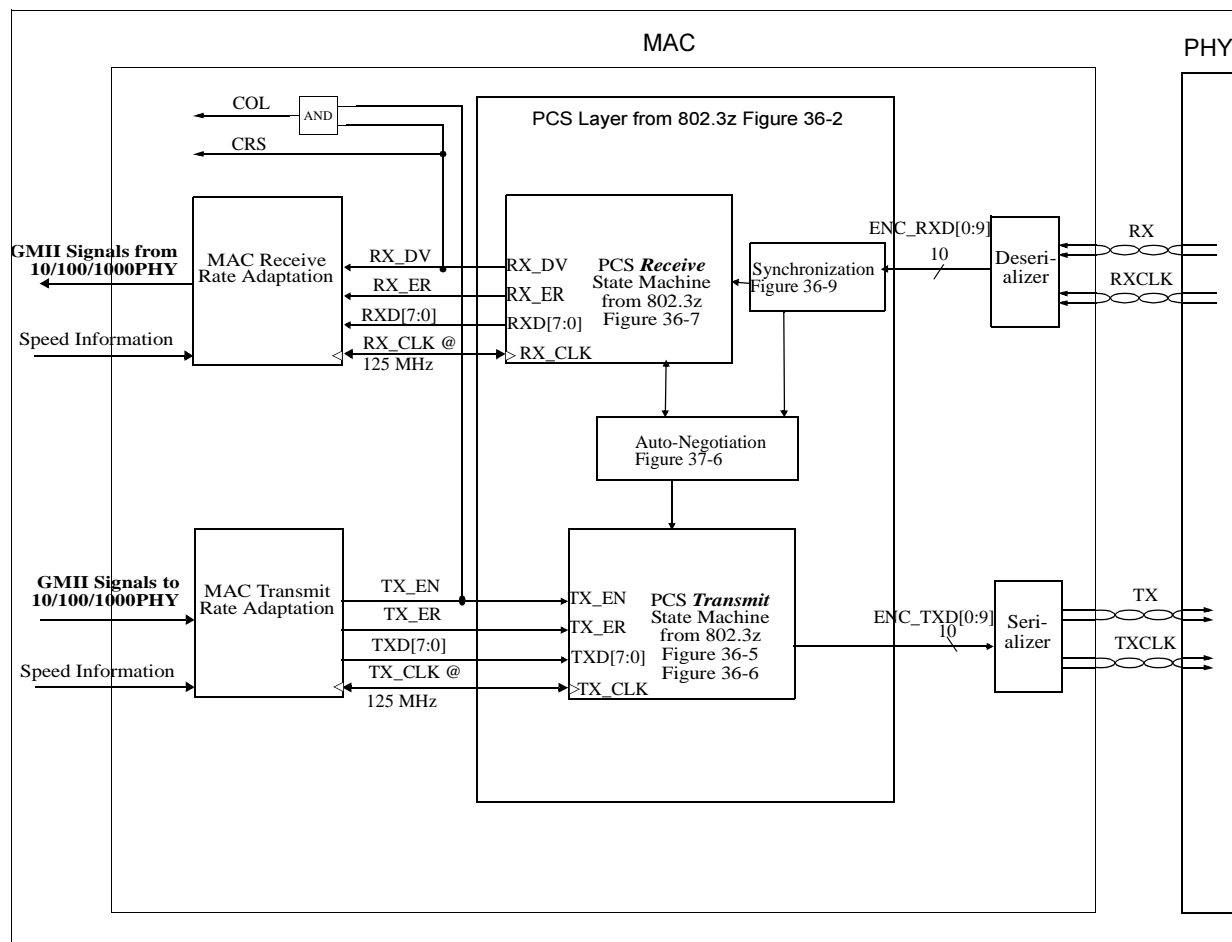 MAC
PHY
COL
AND
CRS
PCS Layer from 802.3z Figure 36-2
GMII Signals from
10/100/1000PHY
Speed Information
MAC Receive
Rate Adaptation
RX_DV
RX_ER
RXD[7:0]
RX_CLK @
125 MHz
RX_DV
RX_ER
RXD[7:0]
RX_CLK
PCS Receive
State Machine
from 802.3z
Figure 36-7
Synchronization
Figure 36-9
ENC_RXD[0:9]
10
Deseri-
alizer
RX
RXCLK
Auto-Negotiation
Figure 37-6
GMII Signals to
10/100/1000PHY
Speed Information
MAC Transmit
Rate Adaptation
TX_EN
TX_ER
TXD[7:0]
TX_CLK @
125 MHz
TX_EN
TX_ER
TXD[7:0]
TX_CLK
PCS Transmit
State Machine
from 802.3z
Figure 36-5
Figure 36-6
ENC_TXD[0:9]
10
Seri-
alizer
TX
TXCLK